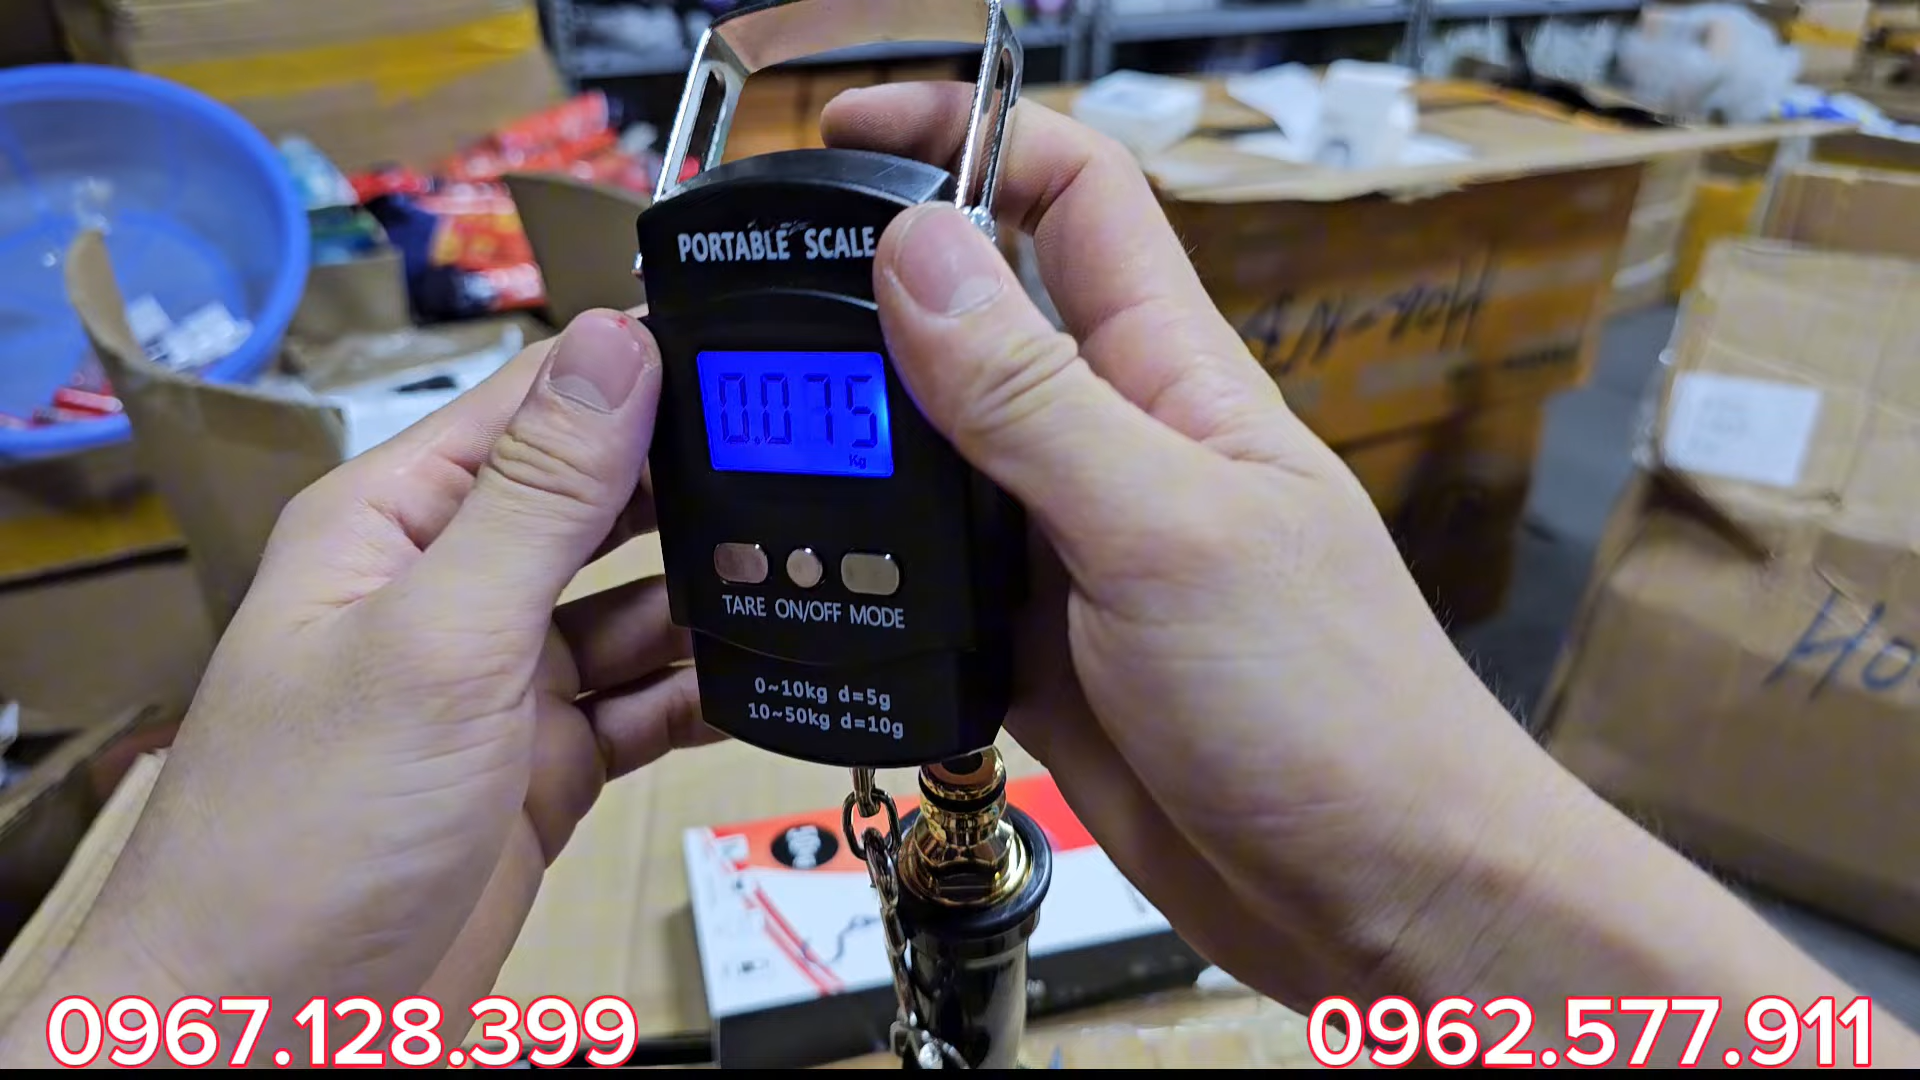 PORTABLE SCALE
0.075
Kg
TARE ON/OFF MODE
0~10kg d=5g
10~50kg d=10g
0967.128.399
0962.577.911